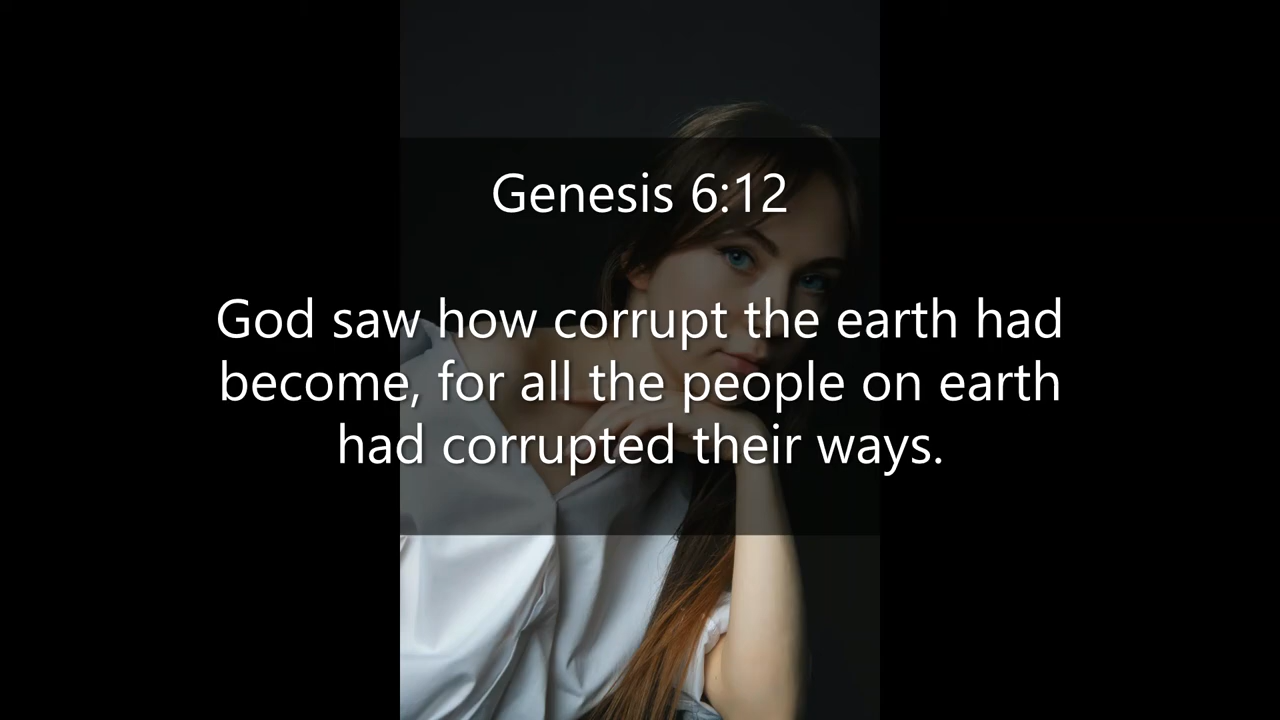 Genesis 6:12
God saw how corrupt the earth had
become, for all the people on earth
had corrupted their ways.